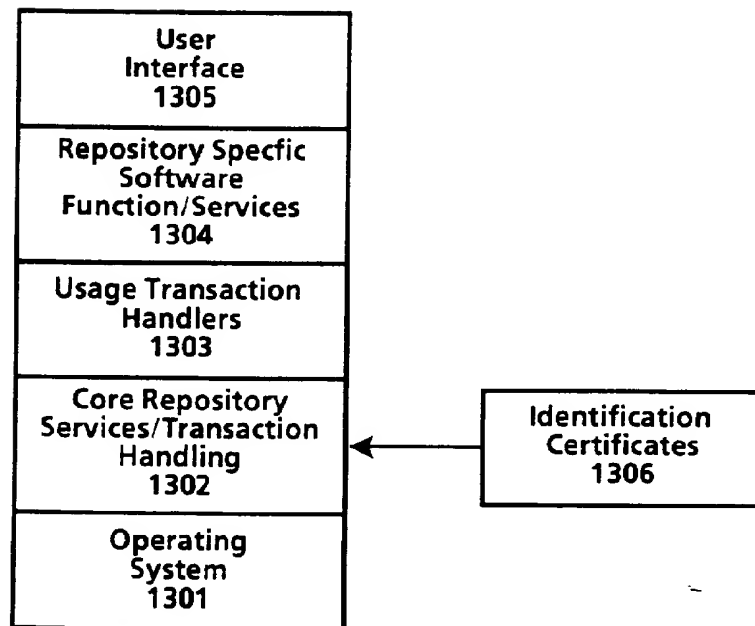 User
Interface
1305
Repository Specfic
Software
Function/Services
1304
Usage Transaction
Handlers
1303
Core Repository
Services/Transaction
Handling
1302
Operating
System
1301
Identification
Certificates
1306